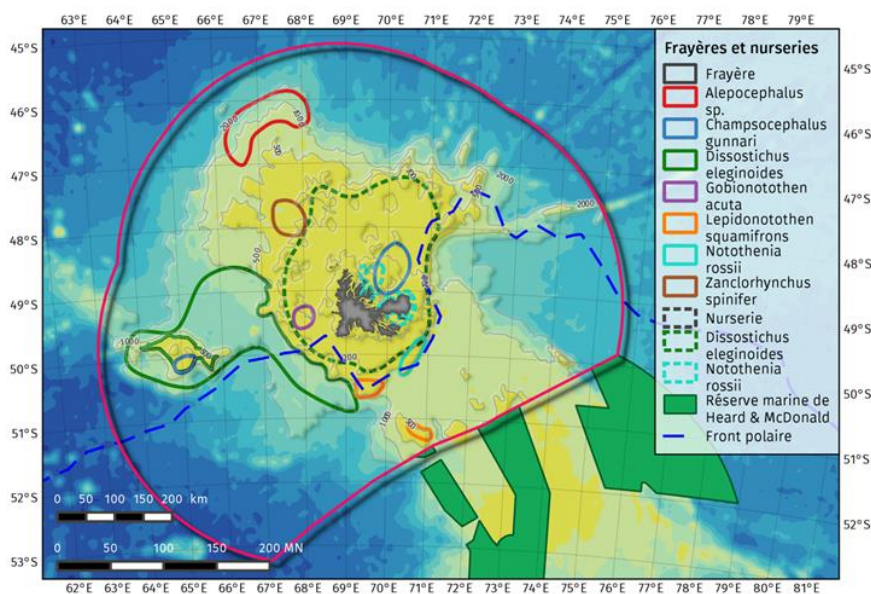 63°E 64°E 65°E 66°E 67°E 68°E 69°E 70°E 71°E 72°E 73°E 74°E 75°E 76°E 77°E 78°E 79°E
45°S
46°S
47°S
48°S
49°S
50°S
51°S
52°S
53°S
45°S
46°S
47°S
48°S
49°S
50°S
51°S
52°S
Frayères et nurseries
Frayère
Alepocephalus
sp.
Champsocephalus
gunnari
Dissostichus
eleginoides
Gobionotothen
acuta
Lepidonotothen
squamifrons
Notothenia
rossii
Zanclorhynchus
spinifer
Nurserie
Dissostichus
eleginoides
Notothenia
rossii
Réserve marine de
Heard & McDonald
Front polaire
2000
500
2000
2000
500
1000
200
1000
500
0 50 100 150 200 km
0 50 100 150 200 MN
62°E 63°E 64°E 65°E 66°E 67°E 68°E 69°E 70°E 71°E 72°E 73°E 74°E 75°E 76°E 77°E 78°E 79°E 80°E 81°E